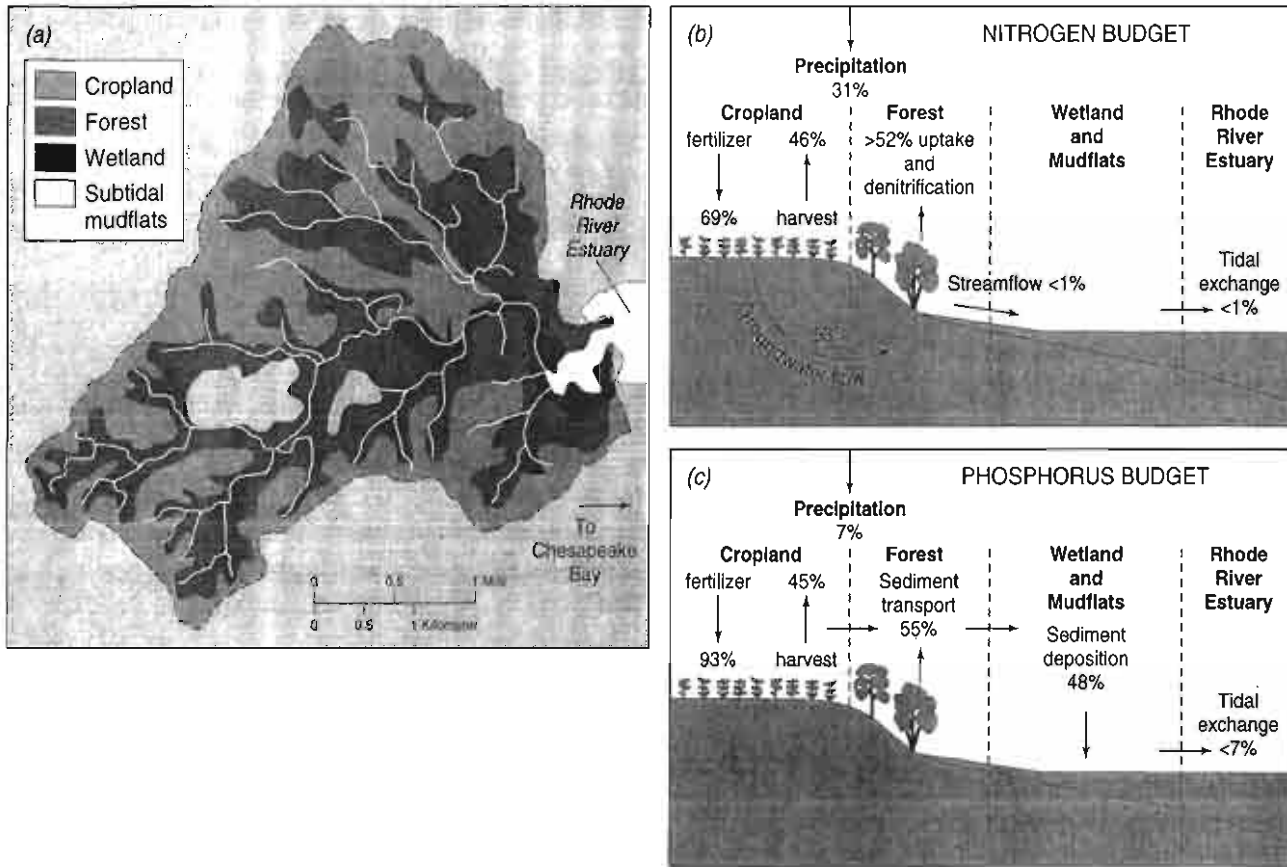 (a)
Cropland
Forest
Wetland
Subtidal
mudflats
Rhode
River
Estuary
To
Chesapeake
Bay
0 0.5 1 Mile
0 0.5 1 Kilometer
(b) NITROGEN BUDGET
Precipitation
31%
Cropland
fertilizer 46%
69% harvest
Forest
>52% uptake
and
denitrification
Wetland
and
Mudflats
Rhode
River
Estuary
Streamflow <1%
Tidal
exchange
<1%
Groundwater flow
(c) PHOSPHORUS BUDGET
Precipitation
7%
Cropland
fertilizer 45%
93% harvest
Forest
Sediment
transport
55%
Wetland
and
Mudflats
Sediment
deposition
48%
Rhode
River
Estuary
Tidal
exchange
<7%